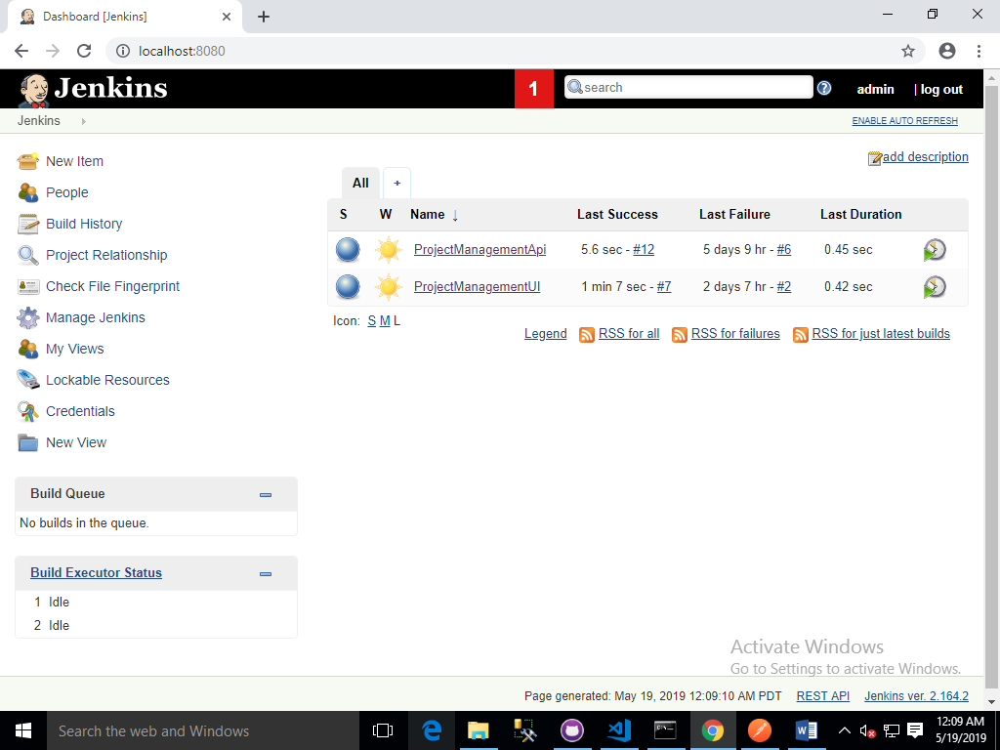 Dashboard [Jenkins]
localhost:8080
Jenkins
1
search
admin
| log out
Jenkins
ENABLE AUTO REFRESH
New Item
People
Build History
Project Relationship
Check File Fingerprint
Manage Jenkins
My Views
Lockable Resources
Credentials
New View
Build Queue
No builds in the queue.
Build Executor Status
1 Idle
2 Idle
add description
All +
S W Name ↓ Last Success Last Failure Last Duration
ProjectManagementApi 5.6 sec - #12 5 days 9 hr - #6 0.45 sec
ProjectManagementUI 1 min 7 sec - #7 2 days 7 hr - #2 0.42 sec
Icon: S M L
Legend RSS for all RSS for failures RSS for just latest builds
Activate Windows
Go to Settings to activate Windows.
Page generated: May 19, 2019 12:09:10 AM PDT REST API Jenkins ver. 2.164.2
Search the web and Windows
12:09 AM
5/19/2019